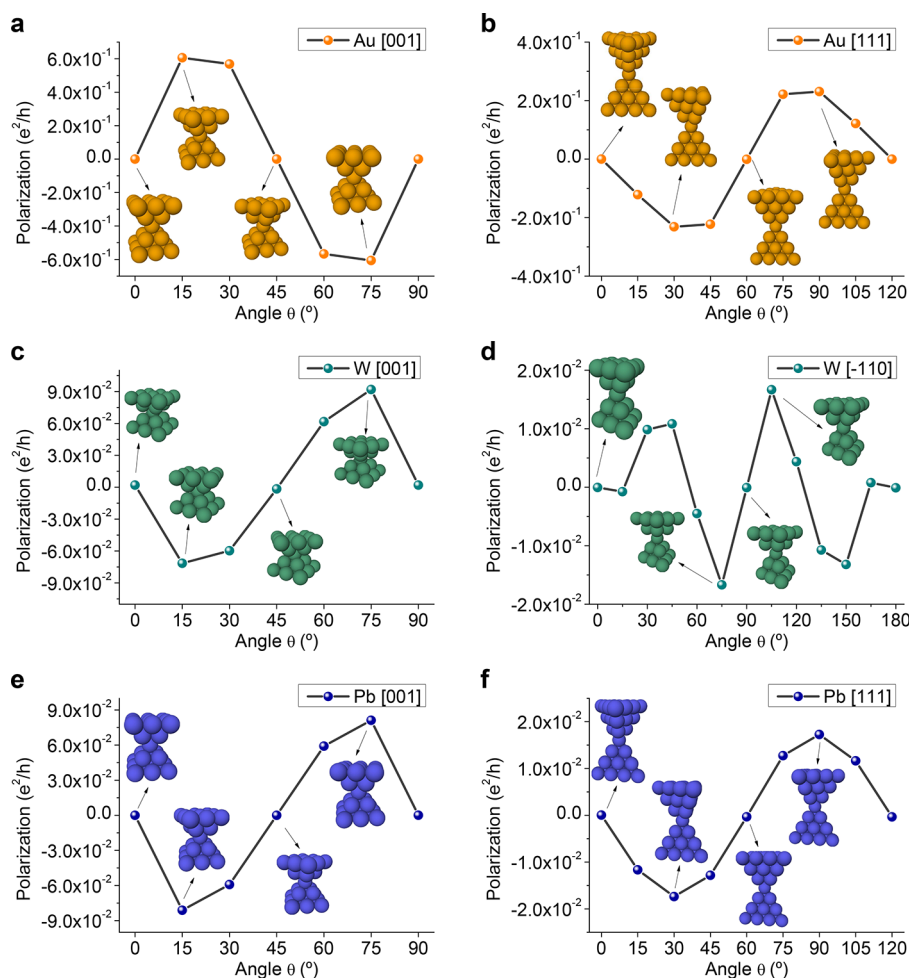 a
Au [001]
Polarization (e²/h)
6.0x10⁻¹
4.0x10⁻¹
2.0x10⁻¹
0.0
-2.0x10⁻¹
-4.0x10⁻¹
-6.0x10⁻¹
0 15 30 45 60 75 90
Angle θ (º)
b
Au [111]
Polarization (e²/h)
4.0x10⁻¹
2.0x10⁻¹
0.0
-2.0x10⁻¹
-4.0x10⁻¹
0 15 30 45 60 75 90 105 120
Angle θ (º)
c
W [001]
Polarization (e²/h)
9.0x10⁻²
6.0x10⁻²
3.0x10⁻²
0.0
-3.0x10⁻²
-6.0x10⁻²
-9.0x10⁻²
0 15 30 45 60 75 90
Angle θ (º)
d
W [-110]
Polarization (e²/h)
2.0x10⁻²
1.0x10⁻²
0.0
-1.0x10⁻²
-2.0x10⁻²
0 30 60 90 120 150 180
Angle θ (º)
e
Pb [001]
Polarization (e²/h)
9.0x10⁻²
6.0x10⁻²
3.0x10⁻²
0.0
-3.0x10⁻²
-6.0x10⁻²
-9.0x10⁻²
0 15 30 45 60 75 90
Angle θ (º)
f
Pb [111]
Polarization (e²/h)
2.0x10⁻²
1.0x10⁻²
0.0
-1.0x10⁻²
-2.0x10⁻²
0 15 30 45 60 75 90 105 120
Angle θ (º)